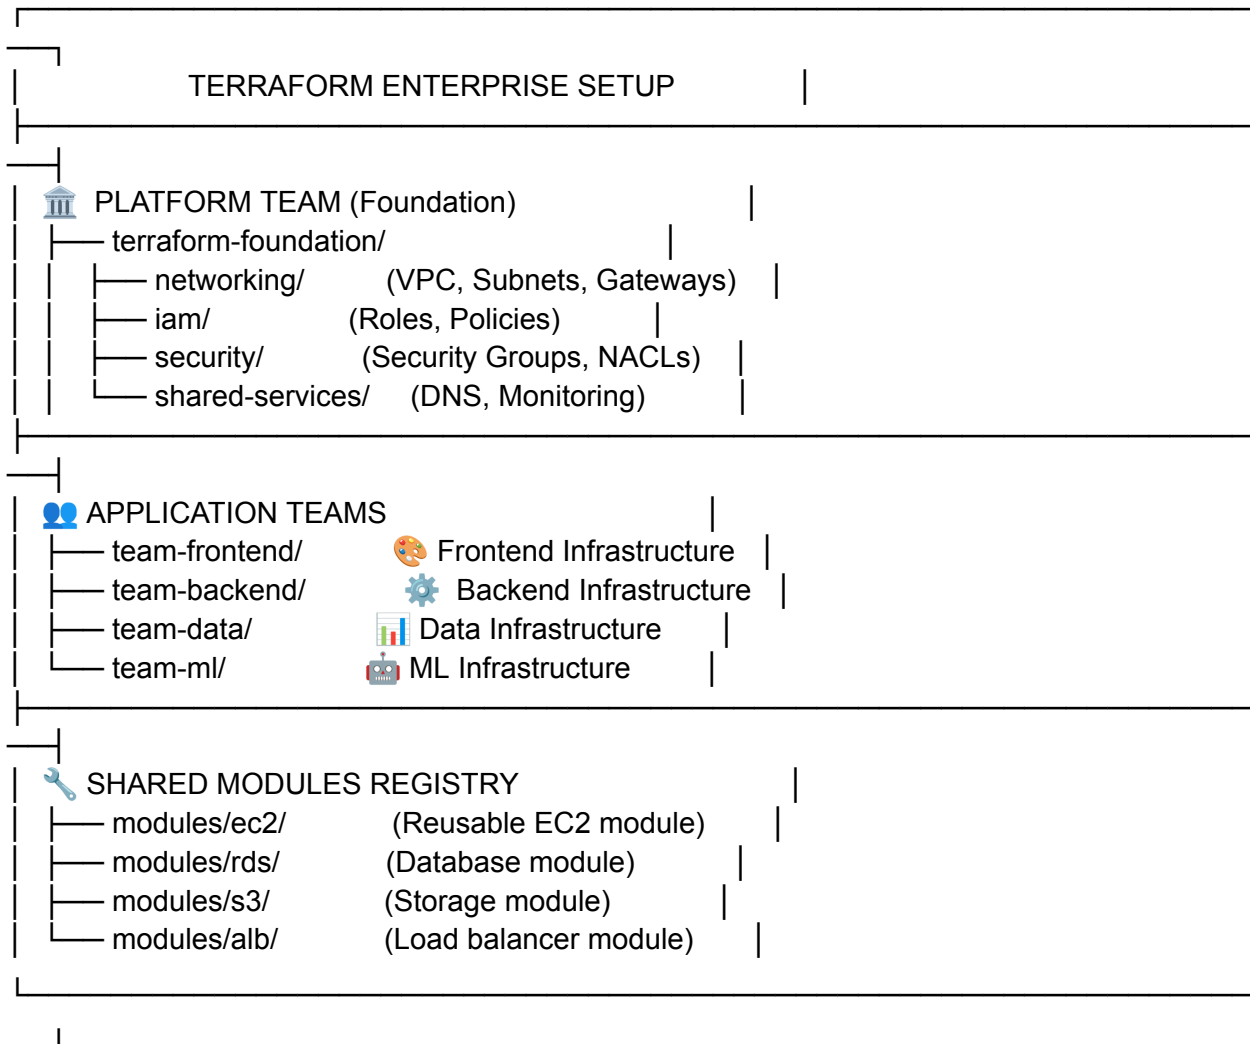 ┌──────────────────────────────────────────────────────────
──┐
│ TERRAFORM ENTERPRISE SETUP │
├──────────────────────────────────────────────────────────
──┤
│ 🏛️ PLATFORM TEAM (Foundation) │
│ ├── terraform-foundation/ │
│ │ ├── networking/ (VPC, Subnets, Gateways) │
│ │ ├── iam/ (Roles, Policies) │
│ │ ├── security/ (Security Groups, NACLs) │
│ │ └── shared-services/ (DNS, Monitoring) │
├──────────────────────────────────────────────────────────
──┤
│ 👥 APPLICATION TEAMS │
│ ├── team-frontend/ 🎨 Frontend Infrastructure │
│ ├── team-backend/ ⚙️ Backend Infrastructure │
│ ├── team-data/ 📊 Data Infrastructure │
│ └── team-ml/ 🤖 ML Infrastructure │
├──────────────────────────────────────────────────────────
──┤
│ 🔧 SHARED MODULES REGISTRY │
│ ├── modules/ec2/ (Reusable EC2 module) │
│ ├── modules/rds/ (Database module) │
│ ├── modules/s3/ (Storage module) │
│ └── modules/alb/ (Load balancer module) │
└──────────────────────────────────────────────────────────